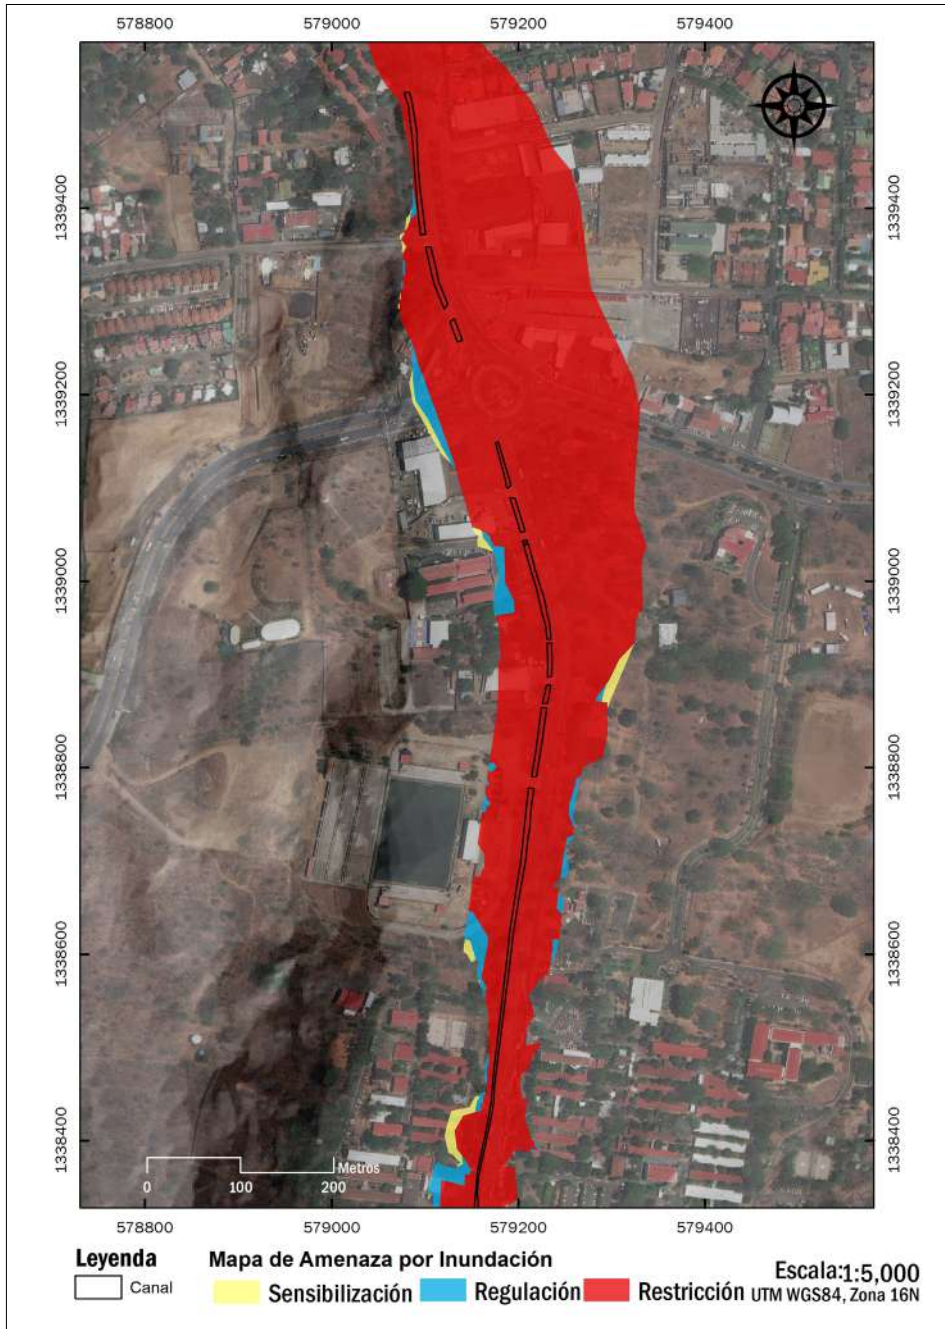 578800 579000 579200 579400
1339400 1339400
1339200 1339200
1339000 1339000
1338800 1338800
1338600 1338600
1338400 1338400
Metros
0 100 200
578800 579000 579200 579400
Leyenda
Canal
Mapa de Amenaza por Inundación
Sensibilización Regulación Restricción
Escala:1:5,000
UTM WGS84, Zona 16N